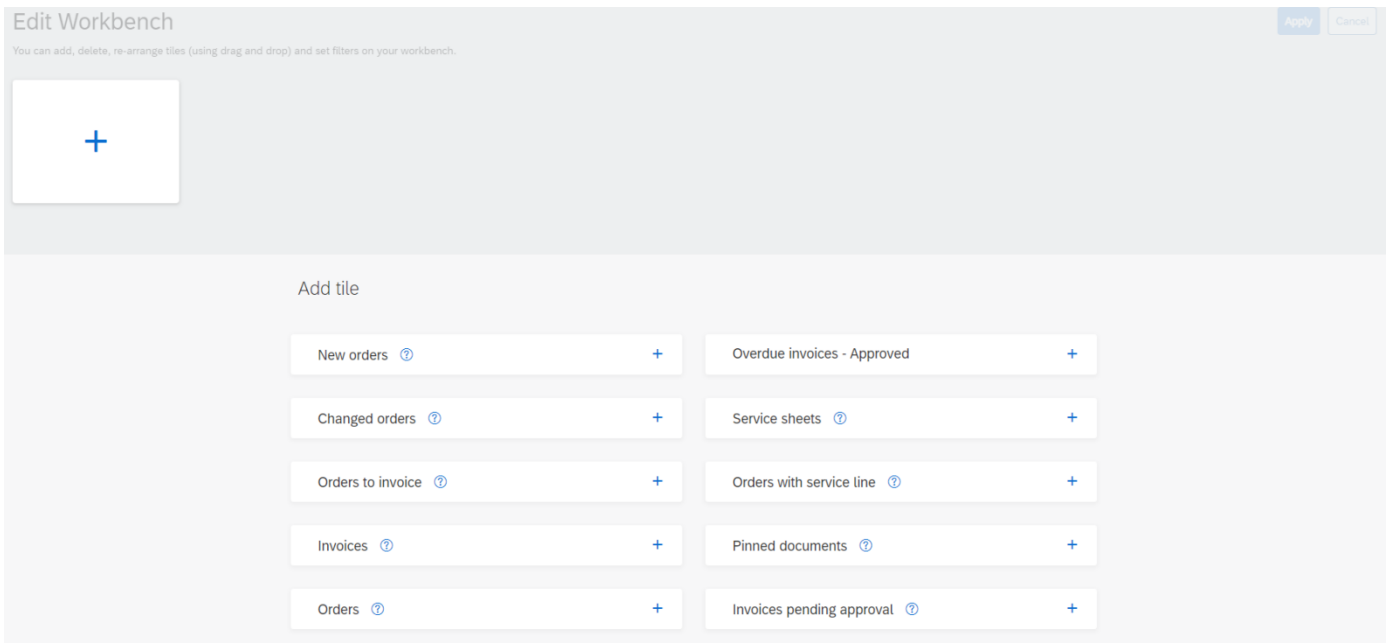 Edit Workbench
Apply
Cancel
You can add, delete, re-arrange tiles (using drag and drop) and set filters on your workbench.
Add tile
New orders
Overdue invoices - Approved
Changed orders
Service sheets
Orders to invoice
Orders with service line
Invoices
Pinned documents
Orders
Invoices pending approval